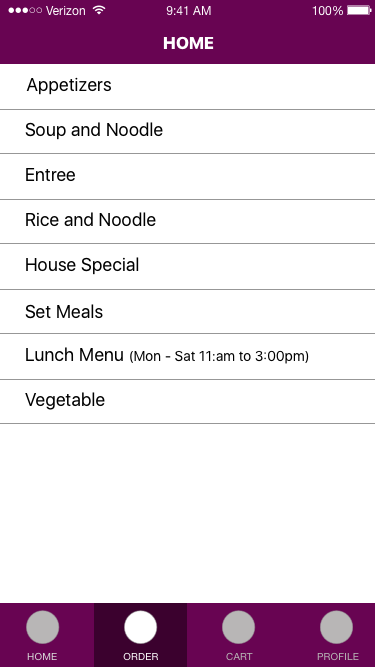 Verizon 9:41 AM 100%
HOME
Appetizers
Soup and Noodle
Entree
Rice and Noodle
House Special
Set Meals
Lunch Menu (Mon - Sat 11:am to 3:00pm)
Vegetable
HOME ORDER CART PROFILE